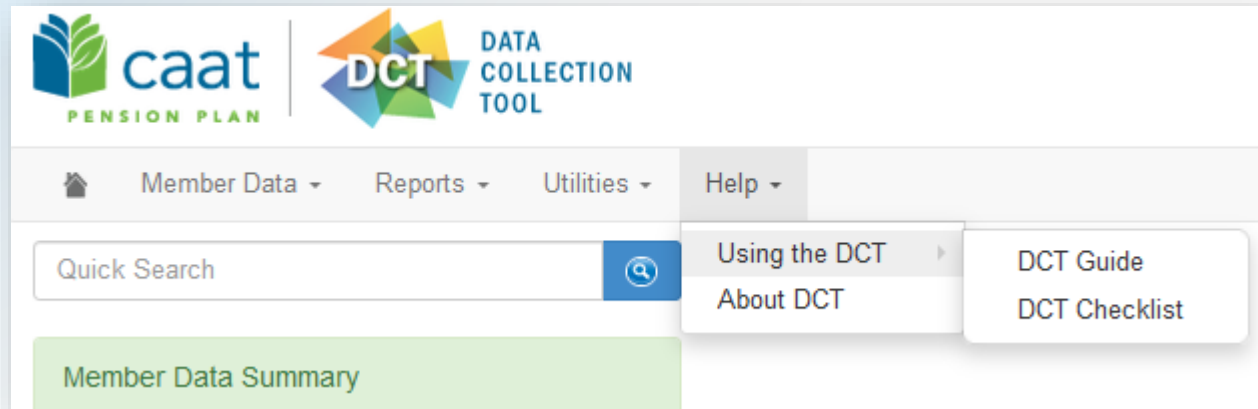 caat
PENSION PLAN
DCT
DATA
COLLECTION
TOOL
Member Data
Reports
Utilities
Help
Quick Search
Using the DCT
About DCT
DCT Guide
DCT Checklist
Member Data Summary